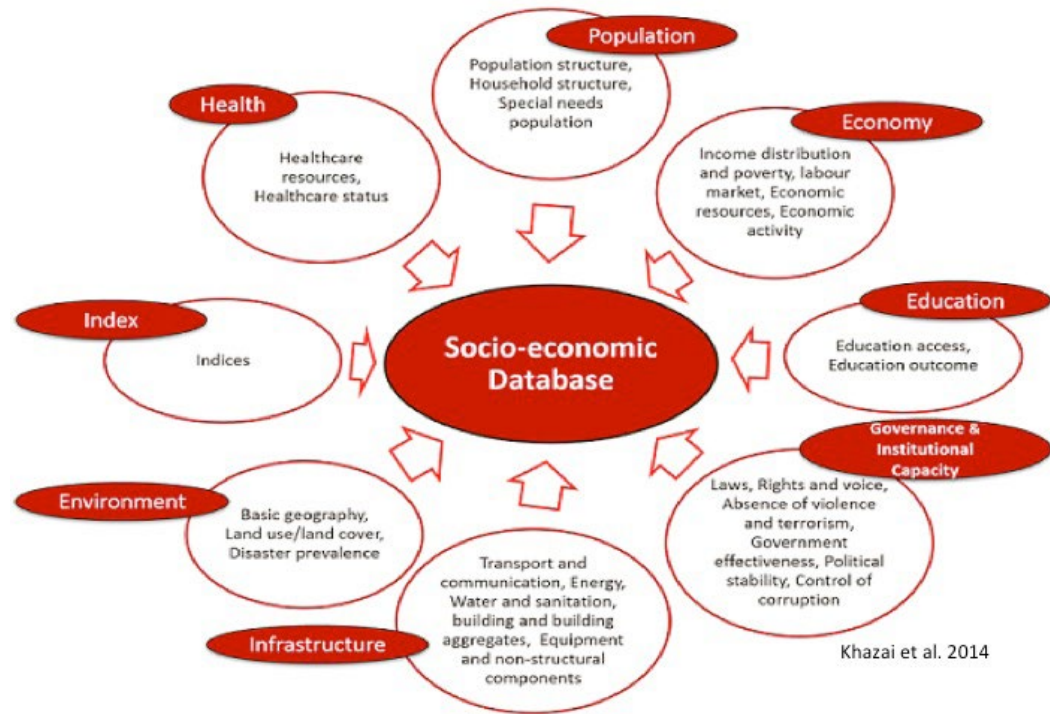 Population
Population structure,
Household structure,
Special needs
population
Health
Healthcare
resources,
Healthcare status
Economy
Income distribution
and poverty, labour
market, Economic
resources, Economic
activity
Index
Indices
Socio-economic
Database
Education
Education access,
Education outcome
Governance &
Institutional
Capacity
Laws, Rights and voice,
Absence of violence
and terrorism,
Government
effectiveness, Political
stability, Control of
corruption
Environment
Basic geography,
Land use/land cover,
Disaster prevalence
Infrastructure
Transport and
communication, Energy,
Water and sanitation,
building and building
aggregates, Equipment
and non-structural
components
Khazai et al. 2014